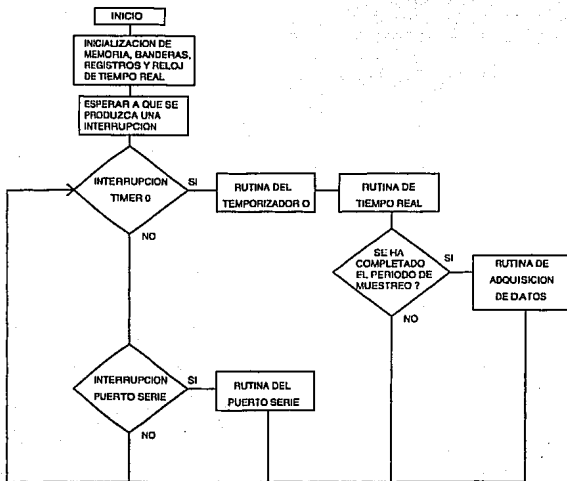 INICIO
INICIALIZACION DE
MEMORIA, BANDERAS,
REGISTROS Y RELOJ
DE TIEMPO REAL
ESPERAR A QUE SE
PRODUZCA UNA
INTERRUPCION
INTERRUPCION
TIMER 0
SI
NO
RUTINA DEL
TEMPORIZADOR O
RUTINA DE
TIEMPO REAL
SE HA
COMPLETADO
EL PERIODO DE
MUESTREO ?
SI
NO
RUTINA DE
ADQUISICION
DE DATOS
INTERRUPCION
PUERTO SERIE
SI
NO
RUTINA DEL
PUERTO SERIE